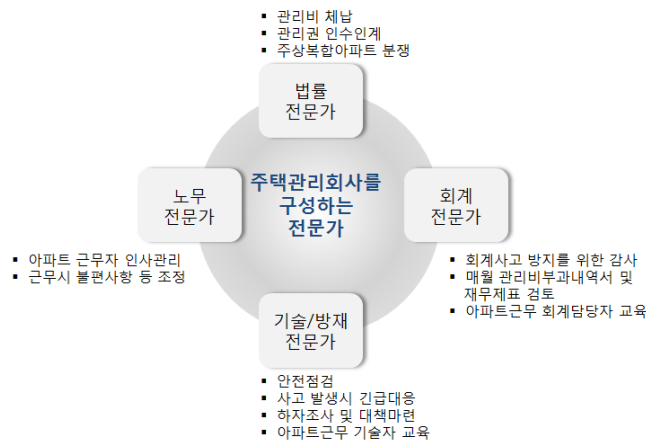 ▪ 관리비 체납
▪ 관리권 인수인계
▪ 주상복합아파트 분쟁
법률
전문가
주택관리회사를
구성하는
전문가
노무
전문가
▪ 아파트 근무자 인사관리
▪ 근무시 불편사항 등 조정
회계
전문가
▪ 회계사고 방지를 위한 감사
▪ 매월 관리비부과내역서 및
재무제표 검토
▪ 아파트근무 회계담당자 교육
기술/방재
전문가
▪ 안전점검
▪ 사고 발생시 긴급대응
▪ 하자조사 및 대책마련
▪ 아파트근무 기술자 교육